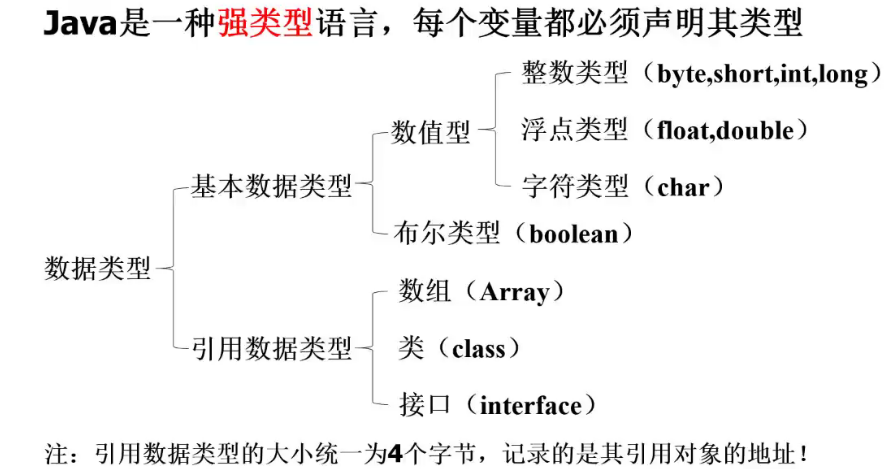 Java是一种强类型语言，每个变量都必须声明其类型
整数类型（byte,short,int,long）
数值型
浮点类型（float,double）
字符类型（char）
基本数据类型
布尔类型（boolean）
数据类型
数组（Array）
引用数据类型
类（class）
接口（interface）
注：引用数据类型的大小统一为4个字节，记录的是其引用对象的地址！